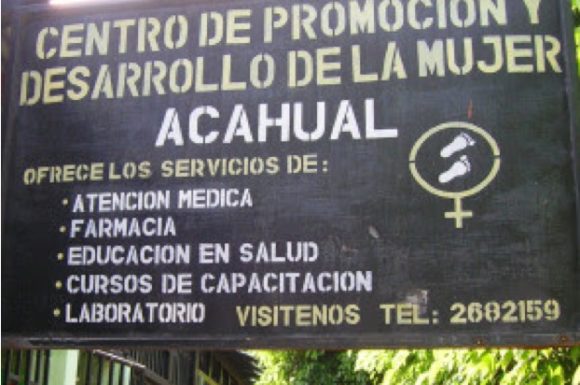 CENTRO DE PROMOCION Y
DESARROLLO DE LA MUJER
ACAHUAL
OFRECE LOS SERVICIOS DE:
• ATENCION MEDICA
• FARMACIA
• EDUCACION EN SALUD
• CURSOS DE CAPACITACION
• LABORATORIO VISITENOS TEL: 2682159